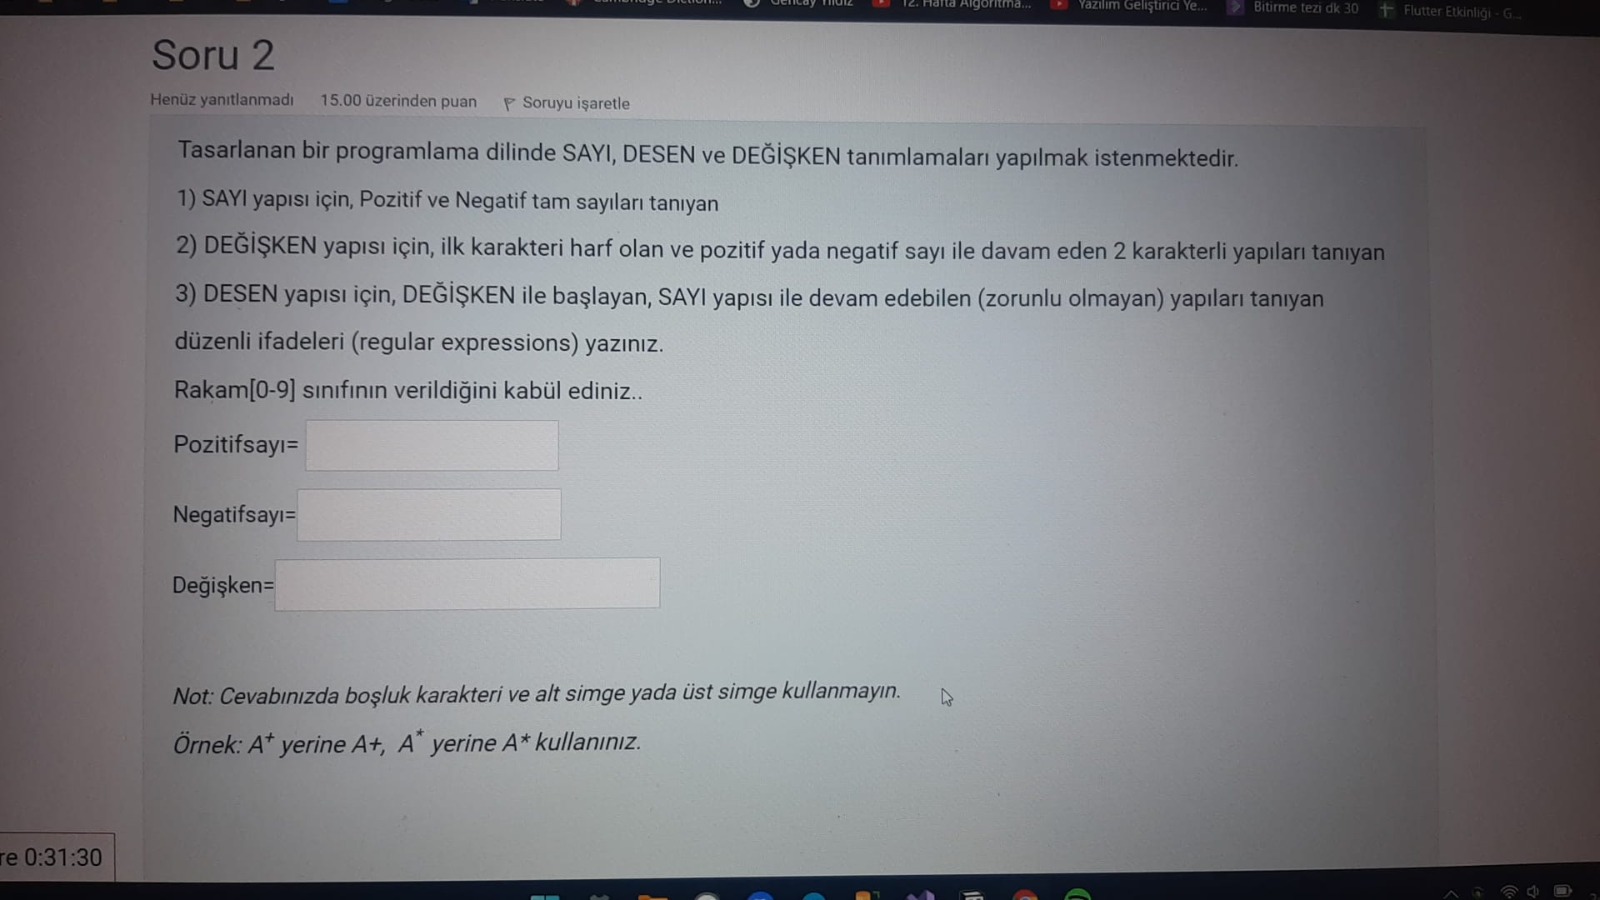 12. Hafta Algoritma...
Yazılım Geliştirici Ye...
Bitirme tezi dk 30
Flutter Etkinliği - G...
Soru 2
Henüz yanıtlanmadı
15.00 üzerinden puan
Soruyu işaretle
Tasarlanan bir programlama dilinde SAYI, DESEN ve DEĞİŞKEN tanımlamaları yapılmak istenmektedir.
1) SAYI yapısı için, Pozitif ve Negatif tam sayıları tanıyan
2) DEĞİŞKEN yapısı için, ilk karakteri harf olan ve pozitif yada negatif sayı ile davam eden 2 karakterli yapıları tanıyan
3) DESEN yapısı için, DEĞİŞKEN ile başlayan, SAYI yapısı ile devam edebilen (zorunlu olmayan) yapıları tanıyan
düzenli ifadeleri (regular expressions) yazınız.
Rakam[0-9] sınıfının verildiğini kabül ediniz..
Pozitifsayı=
Negatifsayı=
Değişken=
Not: Cevabınızda boşluk karakteri ve alt simge yada üst simge kullanmayın.
Örnek: A⁺ yerine A+, A* yerine A* kullanınız.
re 0:31:30